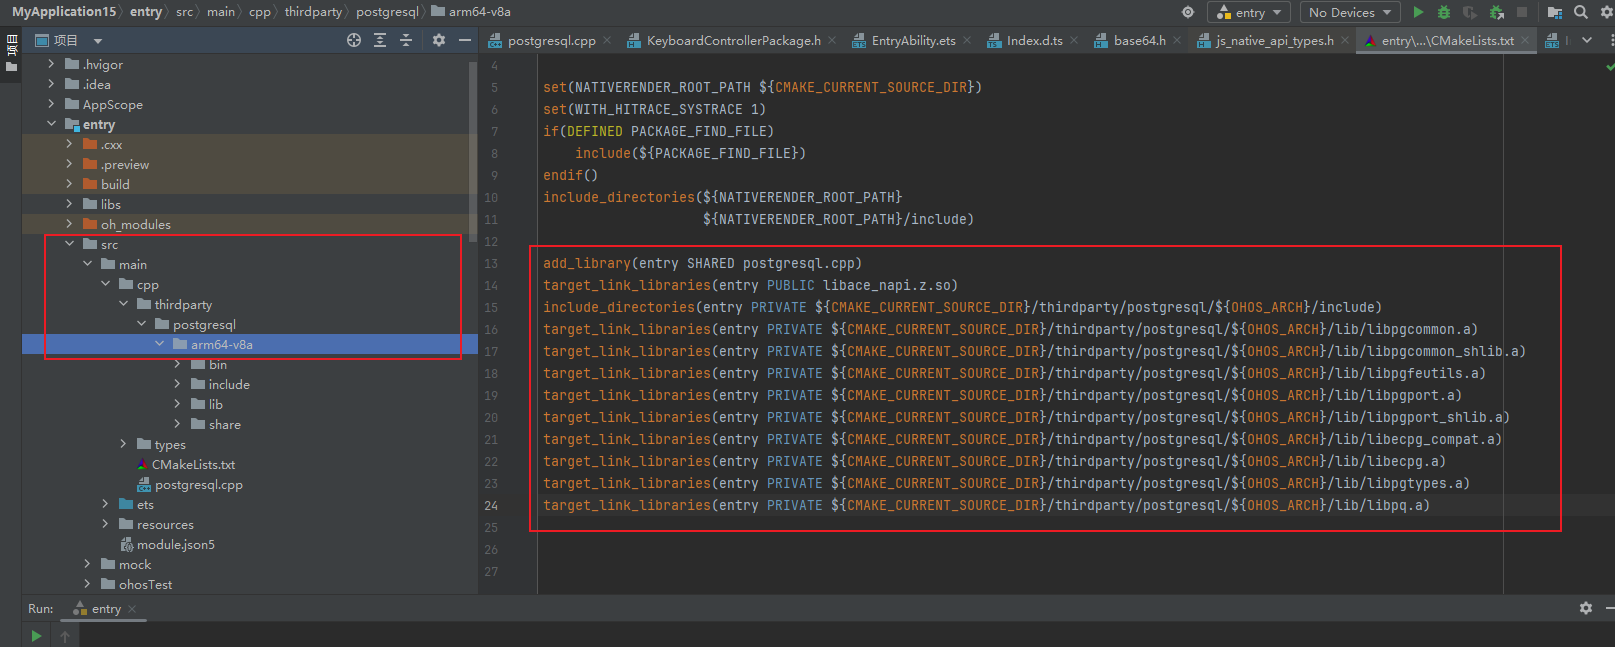 MyApplication15 〉 entry 〉 src 〉 main 〉 cpp 〉 thirdparty 〉 postgresql 〉 arm64-v8a
entry
No Devices
项目
项目
postgresql.cpp
KeyboardControllerPackage.h
EntryAbility.ets
Index.d.ts
base64.h
js_native_api_types.h
entry\...\CMakeLists.txt
.hvigor
.idea
AppScope
entry
.cxx
.preview
build
libs
oh_modules
src
main
cpp
thirdparty
postgresql
arm64-v8a
bin
include
lib
share
types
CMakeLists.txt
postgresql.cpp
ets
resources
module.json5
mock
ohosTest
4
5 set(NATIVERENDER_ROOT_PATH ${CMAKE_CURRENT_SOURCE_DIR})
6 set(WITH_HITRACE_SYSTRACE 1)
7 if(DEFINED PACKAGE_FIND_FILE)
8 include(${PACKAGE_FIND_FILE})
9 endif()
10 include_directories(${NATIVERENDER_ROOT_PATH}
11 ${NATIVERENDER_ROOT_PATH}/include)
12
13 add_library(entry SHARED postgresql.cpp)
14 target_link_libraries(entry PUBLIC libace_napi.z.so)
15 include_directories(entry PRIVATE ${CMAKE_CURRENT_SOURCE_DIR}/thirdparty/postgresql/${OHOS_ARCH}/include)
16 target_link_libraries(entry PRIVATE ${CMAKE_CURRENT_SOURCE_DIR}/thirdparty/postgresql/${OHOS_ARCH}/lib/libpgcommon.a)
17 target_link_libraries(entry PRIVATE ${CMAKE_CURRENT_SOURCE_DIR}/thirdparty/postgresql/${OHOS_ARCH}/lib/libpgcommon_shlib.a)
18 target_link_libraries(entry PRIVATE ${CMAKE_CURRENT_SOURCE_DIR}/thirdparty/postgresql/${OHOS_ARCH}/lib/libpgfeutils.a)
19 target_link_libraries(entry PRIVATE ${CMAKE_CURRENT_SOURCE_DIR}/thirdparty/postgresql/${OHOS_ARCH}/lib/libpgport.a)
20 target_link_libraries(entry PRIVATE ${CMAKE_CURRENT_SOURCE_DIR}/thirdparty/postgresql/${OHOS_ARCH}/lib/libpgport_shlib.a)
21 target_link_libraries(entry PRIVATE ${CMAKE_CURRENT_SOURCE_DIR}/thirdparty/postgresql/${OHOS_ARCH}/lib/libecpg_compat.a)
22 target_link_libraries(entry PRIVATE ${CMAKE_CURRENT_SOURCE_DIR}/thirdparty/postgresql/${OHOS_ARCH}/lib/libecpg.a)
23 target_link_libraries(entry PRIVATE ${CMAKE_CURRENT_SOURCE_DIR}/thirdparty/postgresql/${OHOS_ARCH}/lib/libpgtypes.a)
24 target_link_libraries(entry PRIVATE ${CMAKE_CURRENT_SOURCE_DIR}/thirdparty/postgresql/${OHOS_ARCH}/lib/libpq.a)
25
26
27
Run: entry